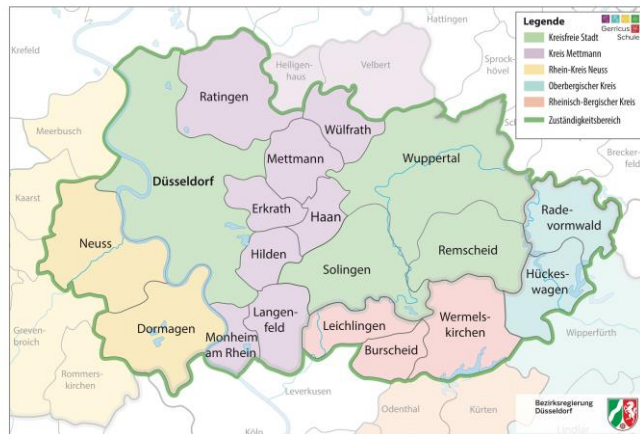 Hattingen
Krefeld
Heiligen-
haus
Velbert
Sprock-
hövel
Legende
Gerricus
Schule
Kreisfreie Stadt
Kreis Mettmann
Rhein-Kreis Neuss
Oberbergischer Kreis
Rheinisch-Bergischer Kreis
Zuständigkeitsbereich
Ratingen
Meerbusch
Wülfrath
Mettmann
Wuppertal
Brecker-
feld
Kaarst
Düsseldorf
Erkrath
Haan
Rade-
vormwald
Neuss
Hilden
Remscheid
Solingen
Hückes-
wagen
Dormagen
Langen-
feld
Monheim
am Rhein
Leichlingen
Wermels-
kirchen
Burscheid
Greven-
broich
Wipperfürth
Rommers-
kirchen
Leverkusen
Odenthal
Kürten
Köln
Bezirksregierung
Düsseldorf